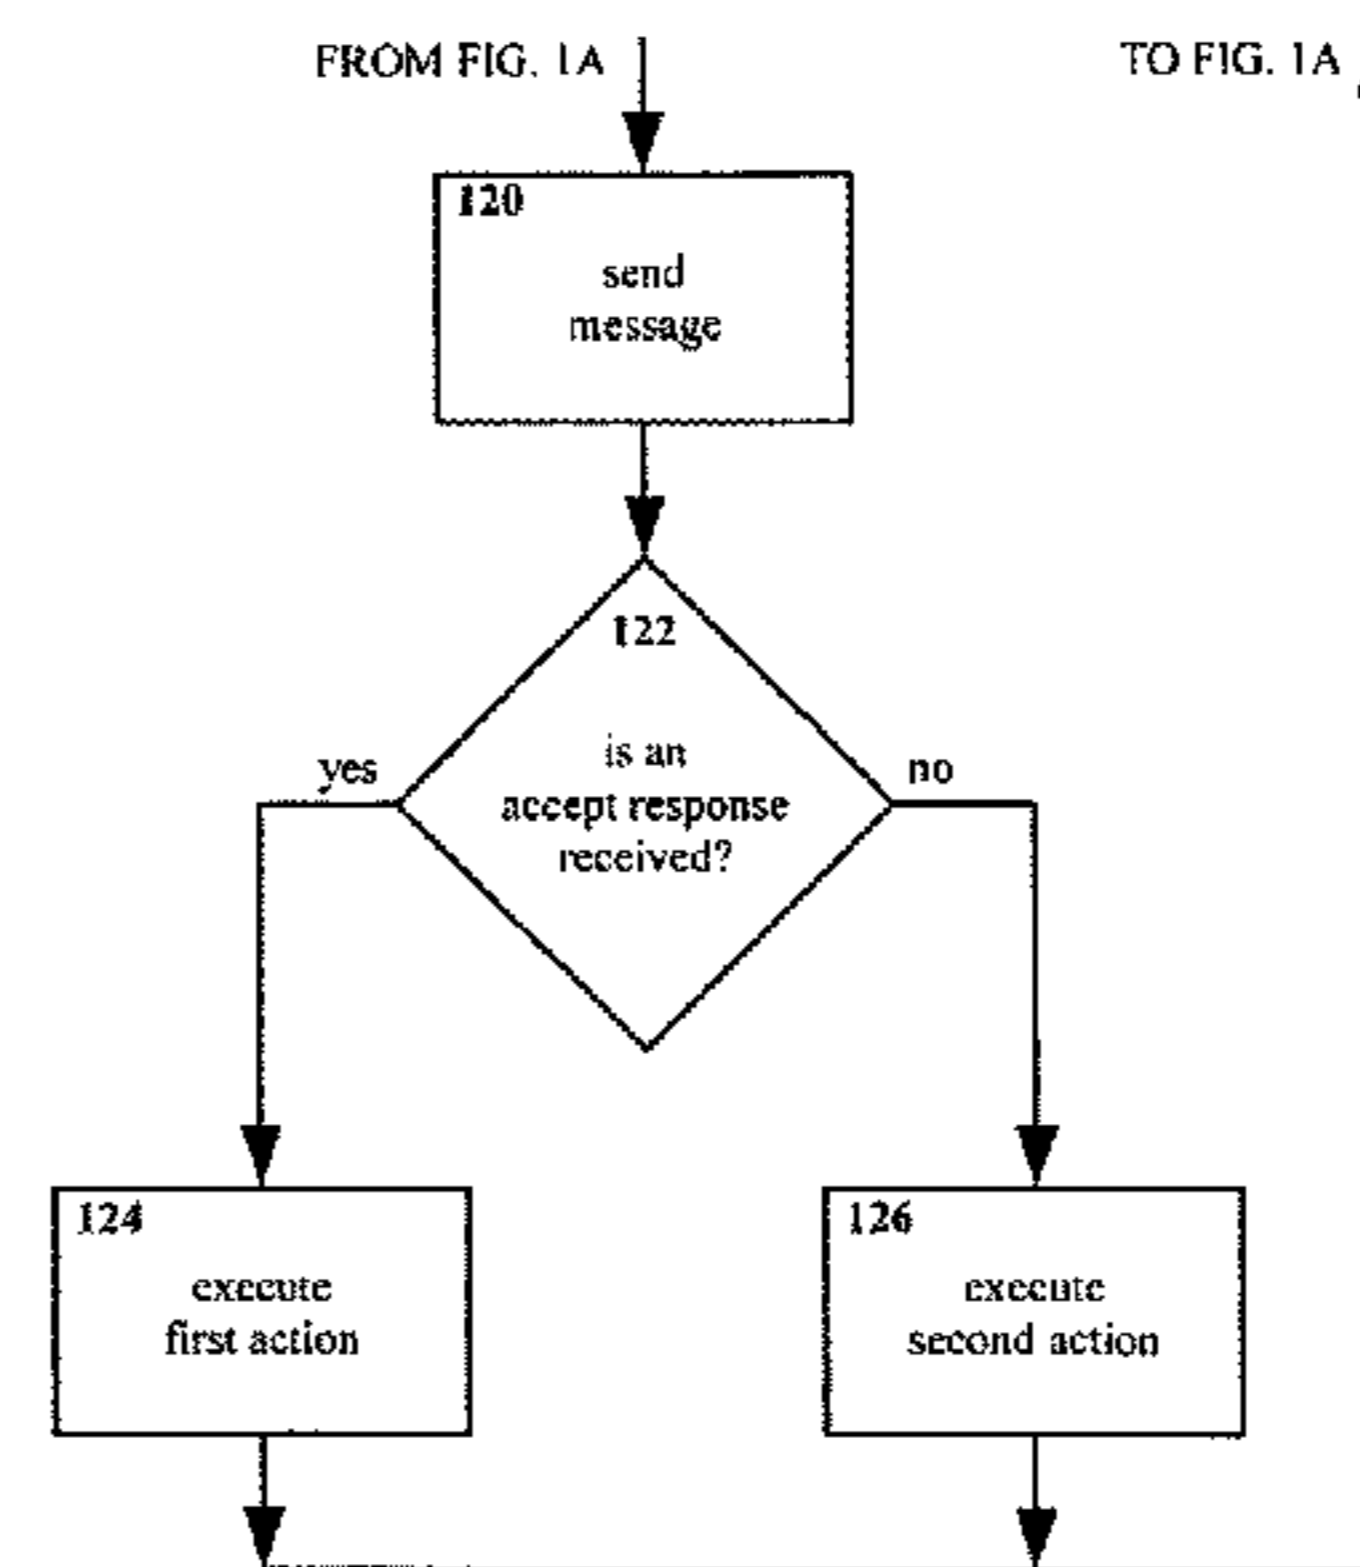 FROM FIG. 1A
TO FIG. 1A
120
send
message
122
is an
accept response
received?
yes
no
124
execute
first action
126
execute
second action